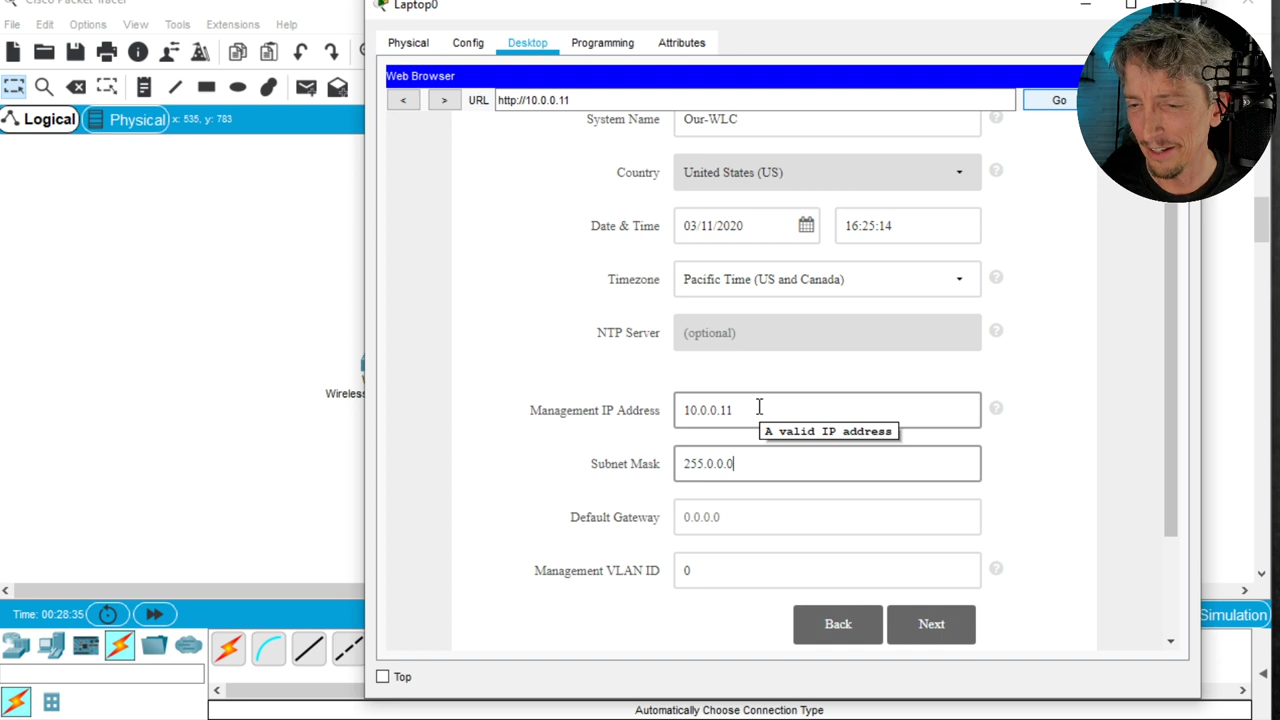 Cisco Packet Tracer
Laptop0
File Edit Options View Tools Extensions Help
Physical Config Desktop Programming Attributes
Web Browser
< > URL http://10.0.0.11 Go
Logical Physical x: 535, y: 783
System Name Our-WLC ?
Country United States (US) ?
Date & Time 03/11/2020 16:25:14
Timezone Pacific Time (US and Canada) ?
NTP Server (optional) ?
Wireless
Management IP Address 10.0.0.11 ?
A valid IP address
Subnet Mask 255.0.0.0
Default Gateway 0.0.0.0
Management VLAN ID 0 ?
Back Next
Time: 00:28:35 Simulation
Top
Automatically Choose Connection Type